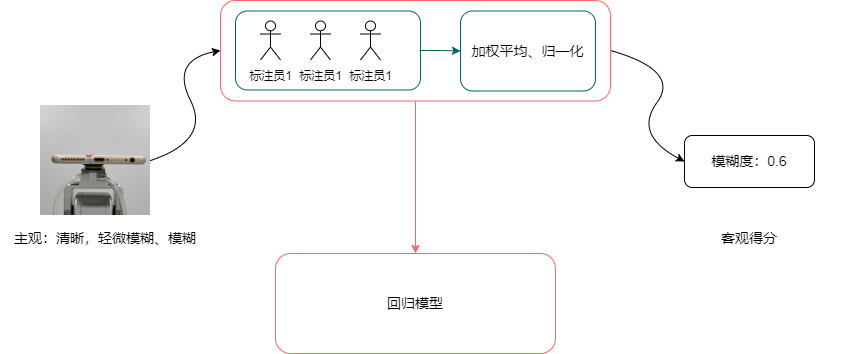 标注员1
标注员1
标注员1
加权平均、归一化
模糊度：0.6
主观：清晰，轻微模糊、模糊
客观得分
回归模型